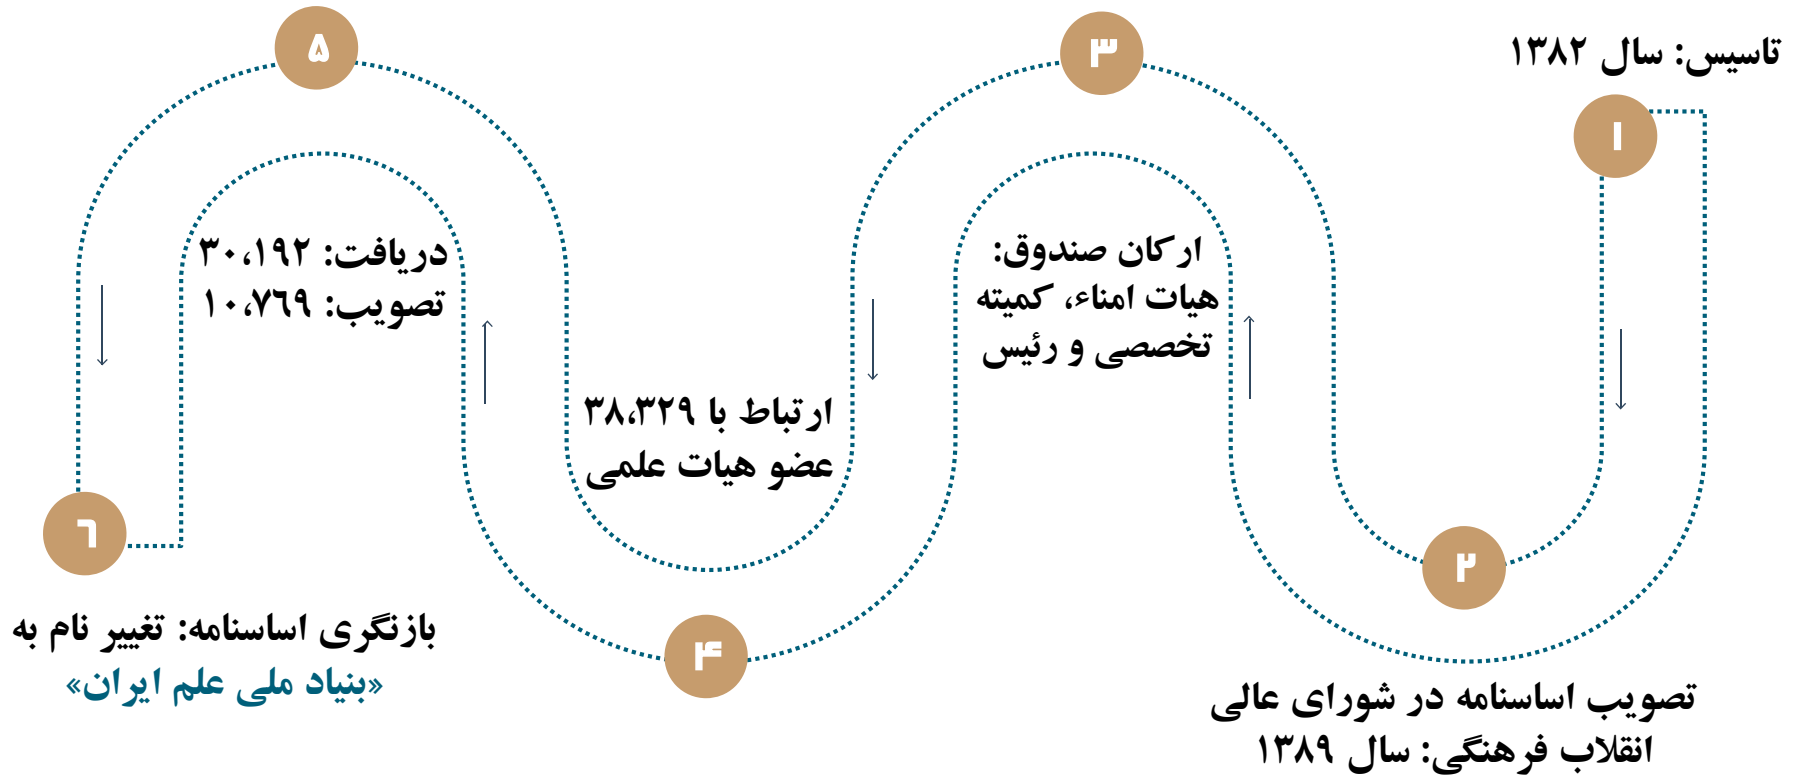 تاسیس: سال ۱۳۸۲
۱
۲
تصویب اساسنامه در شورای عالی
انقلاب فرهنگی: سال ۱۳۸۹
۳
ارکان صندوق:
هیات امناء، کمیته
تخصصی و رئیس
۴
ارتباط با ۳۸،۳۲۹
عضو هیات علمی
۵
دریافت: ۳۰،۱۹۲
تصویب: ۱۰،۷۶۹
۶
بازنگری اساسنامه: تغییر نام به
«بنیاد ملی علم ایران»